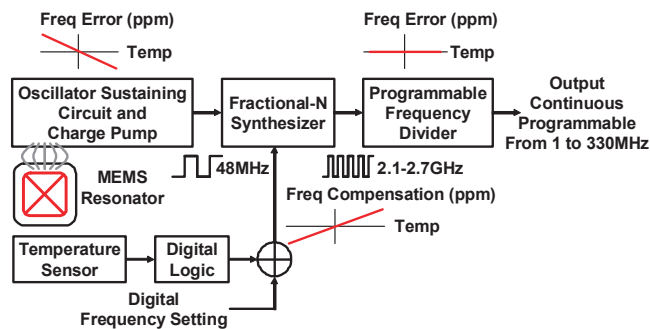 Freq Error (ppm)
Temp
Freq Error (ppm)
Temp
Oscillator Sustaining
Circuit and
Charge Pump
Fractional-N
Synthesizer
Programmable
Frequency
Divider
Output
Continuous
Programmable
From 1 to 330MHz
MEMS
Resonator
48MHz
2.1-2.7GHz
Freq Compensation (ppm)
Temp
Temperature
Sensor
Digital
Logic
Digital
Frequency Setting